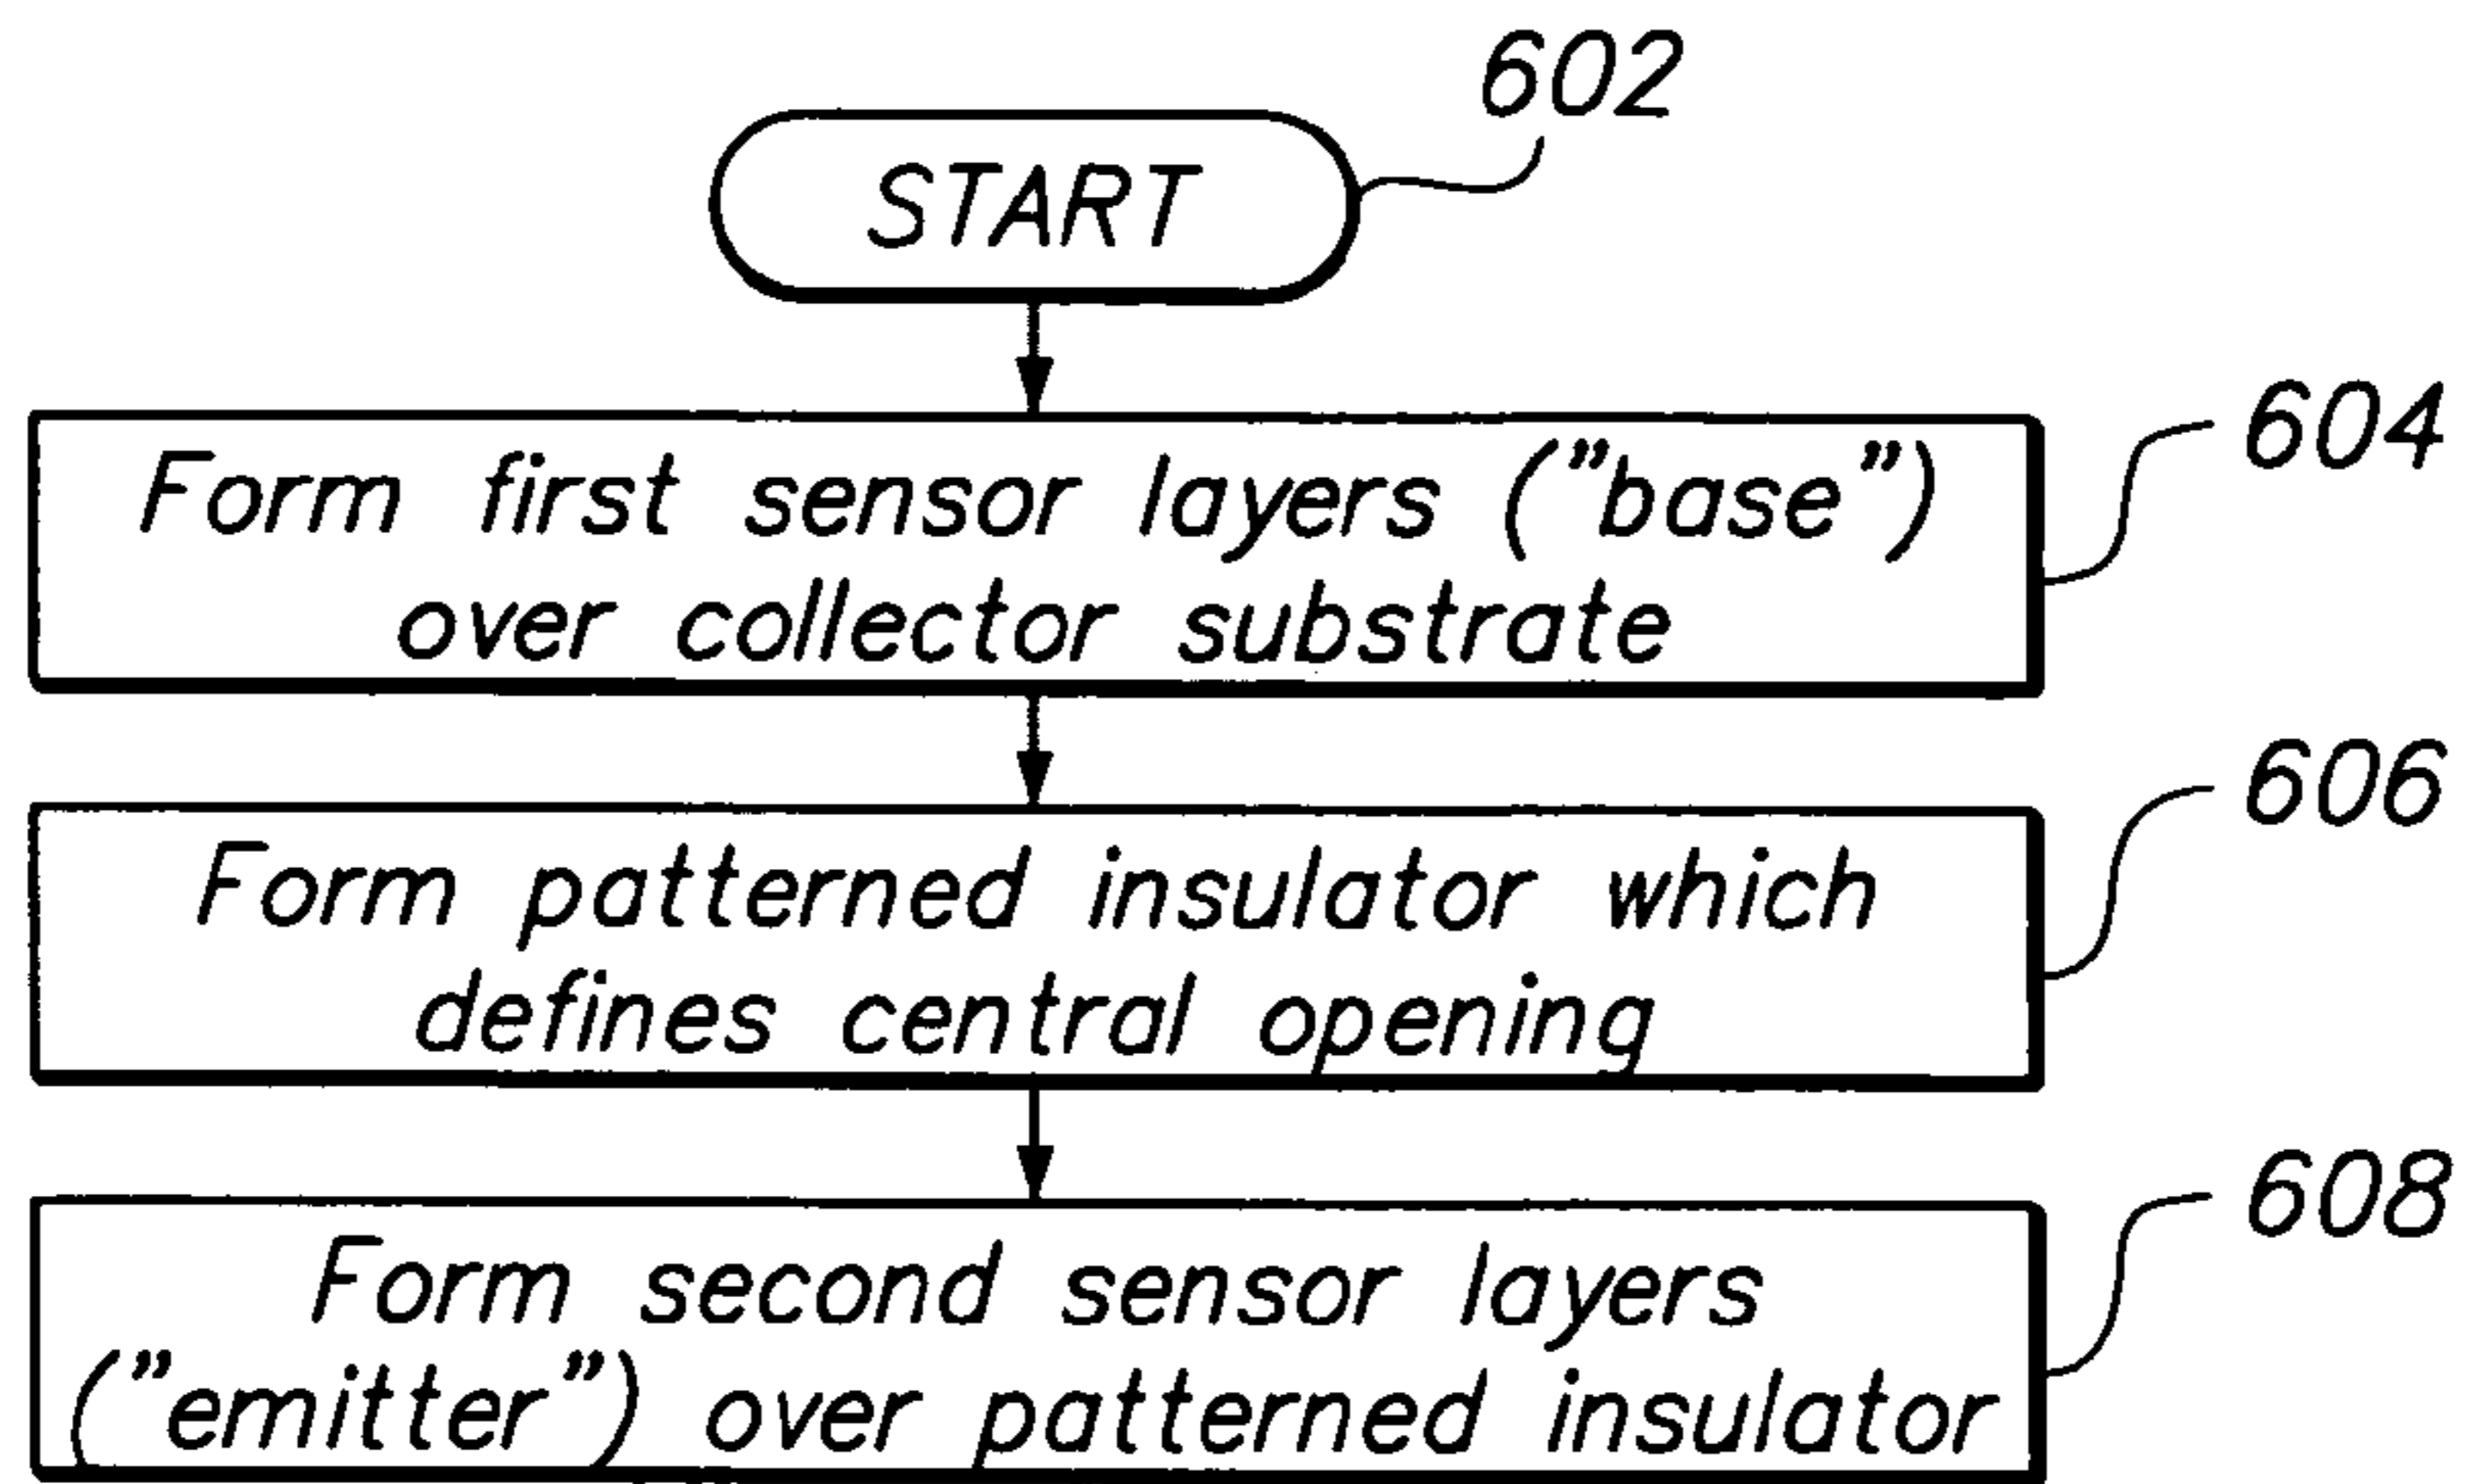 602
START
604
Form first sensor layers ("base")
over collector substrate
606
Form patterned insulator which
defines central opening
608
Form second sensor layers
("emitter") over patterned insulator